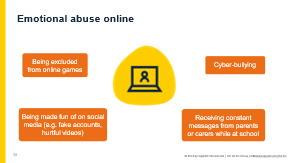 Emotional abuse online
Being excluded
from online games
Cyber-bullying
Being made fun of on social
media (e.g. fake accounts,
hurtful videos)
Receiving constant
messages from parents
or carers while at school